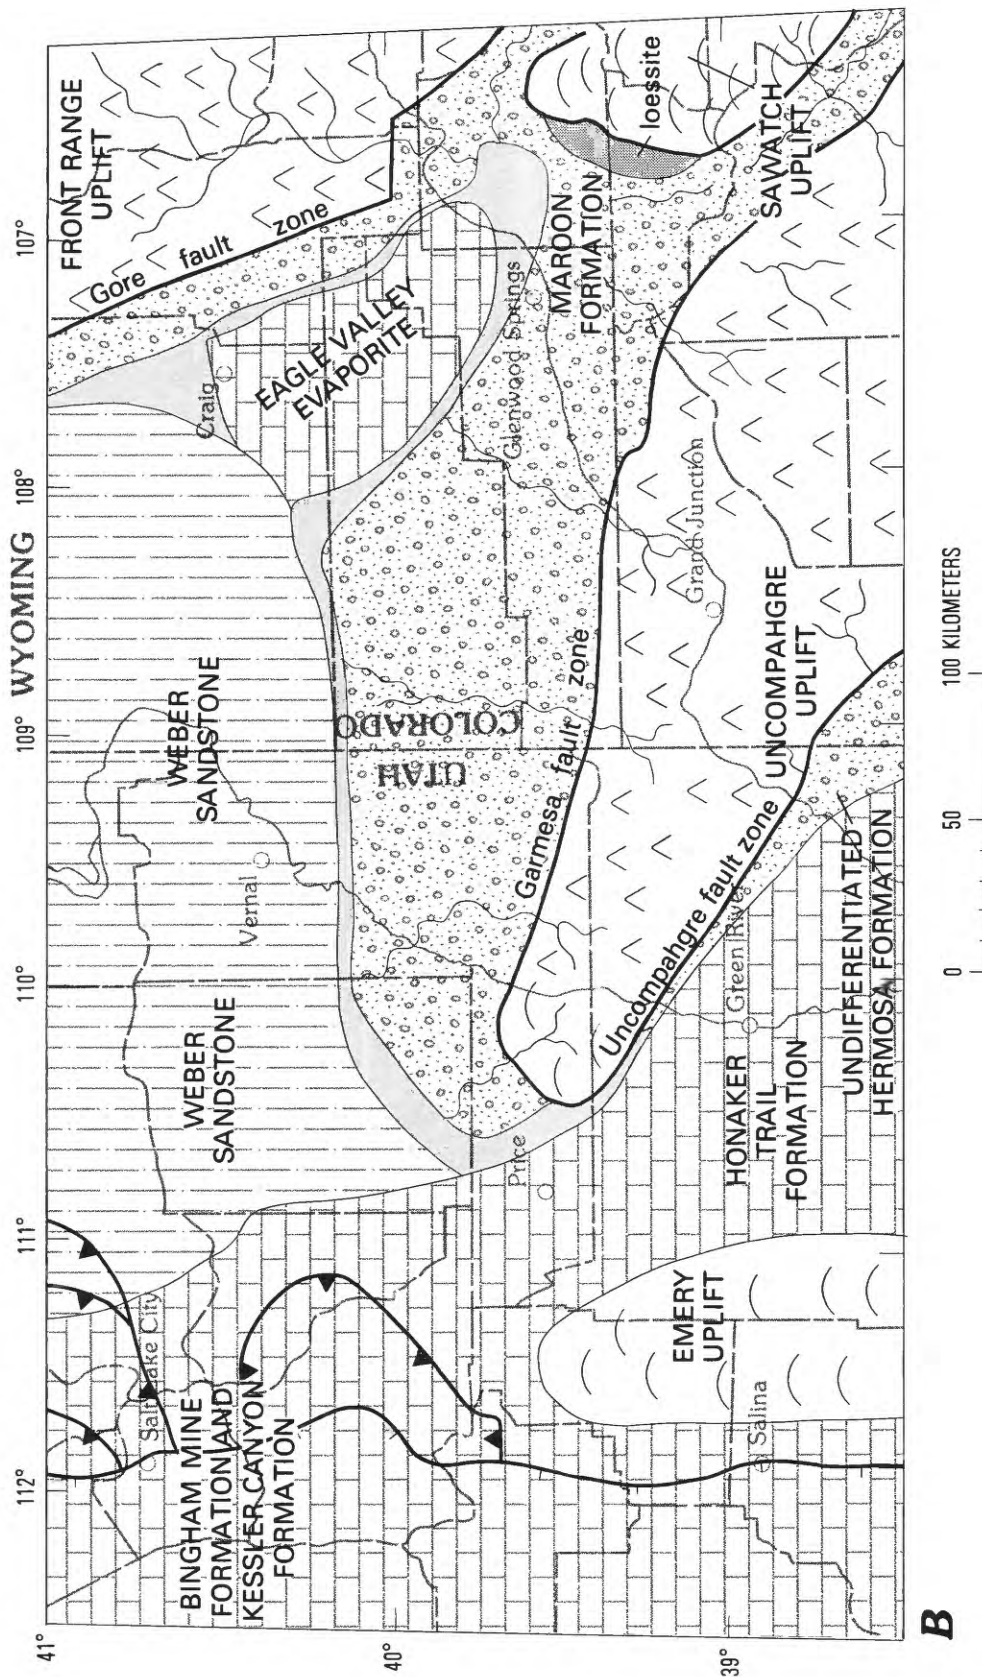 WYOMING
112°
111°
110°
109°
108°
107°
41°
40°
39°
Salt Lake City
BINGHAM MINE
FORMATION AND
KESSLER CANYON
FORMATION
WEBER
SANDSTONE
Vernal
WEBER
SANDSTONE
Craig
EAGLE VALLEY
EVAPORITE
Gore fault zone
FRONT RANGE
UPLIFT
UTAH
COLORADO
Price
Glenwood Springs
MAROON
FORMATION
loessite
SAWATCH
UPLIFT
Garmesa fault zone
Grand Junction
UNCOMPAHGRE
UPLIFT
Uncompahgre fault zone
Green River
EMERY
UPLIFT
Salina
HONAKER
TRAIL
FORMATION
UNDIFFERENTIATED
HERMOSA FORMATION
B
0 50 100 KILOMETERS